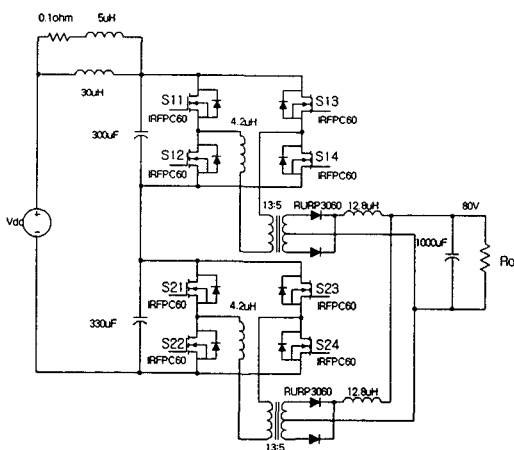 0.1ohm 5uH
30uH
300uF
S11
IRFPC60
S13
IRFPC60
4.2uH
S12
IRFPC60
S14
IRFPC60
Vdc
13:5
RURP3060
12.8uH
80V
1000uF
Ro
S21
IRFPC60
S23
IRFPC60
330uF
4.2uH
S22
IRFPC60
S24
IRFPC60
RURP3060
12.8uH
13:5